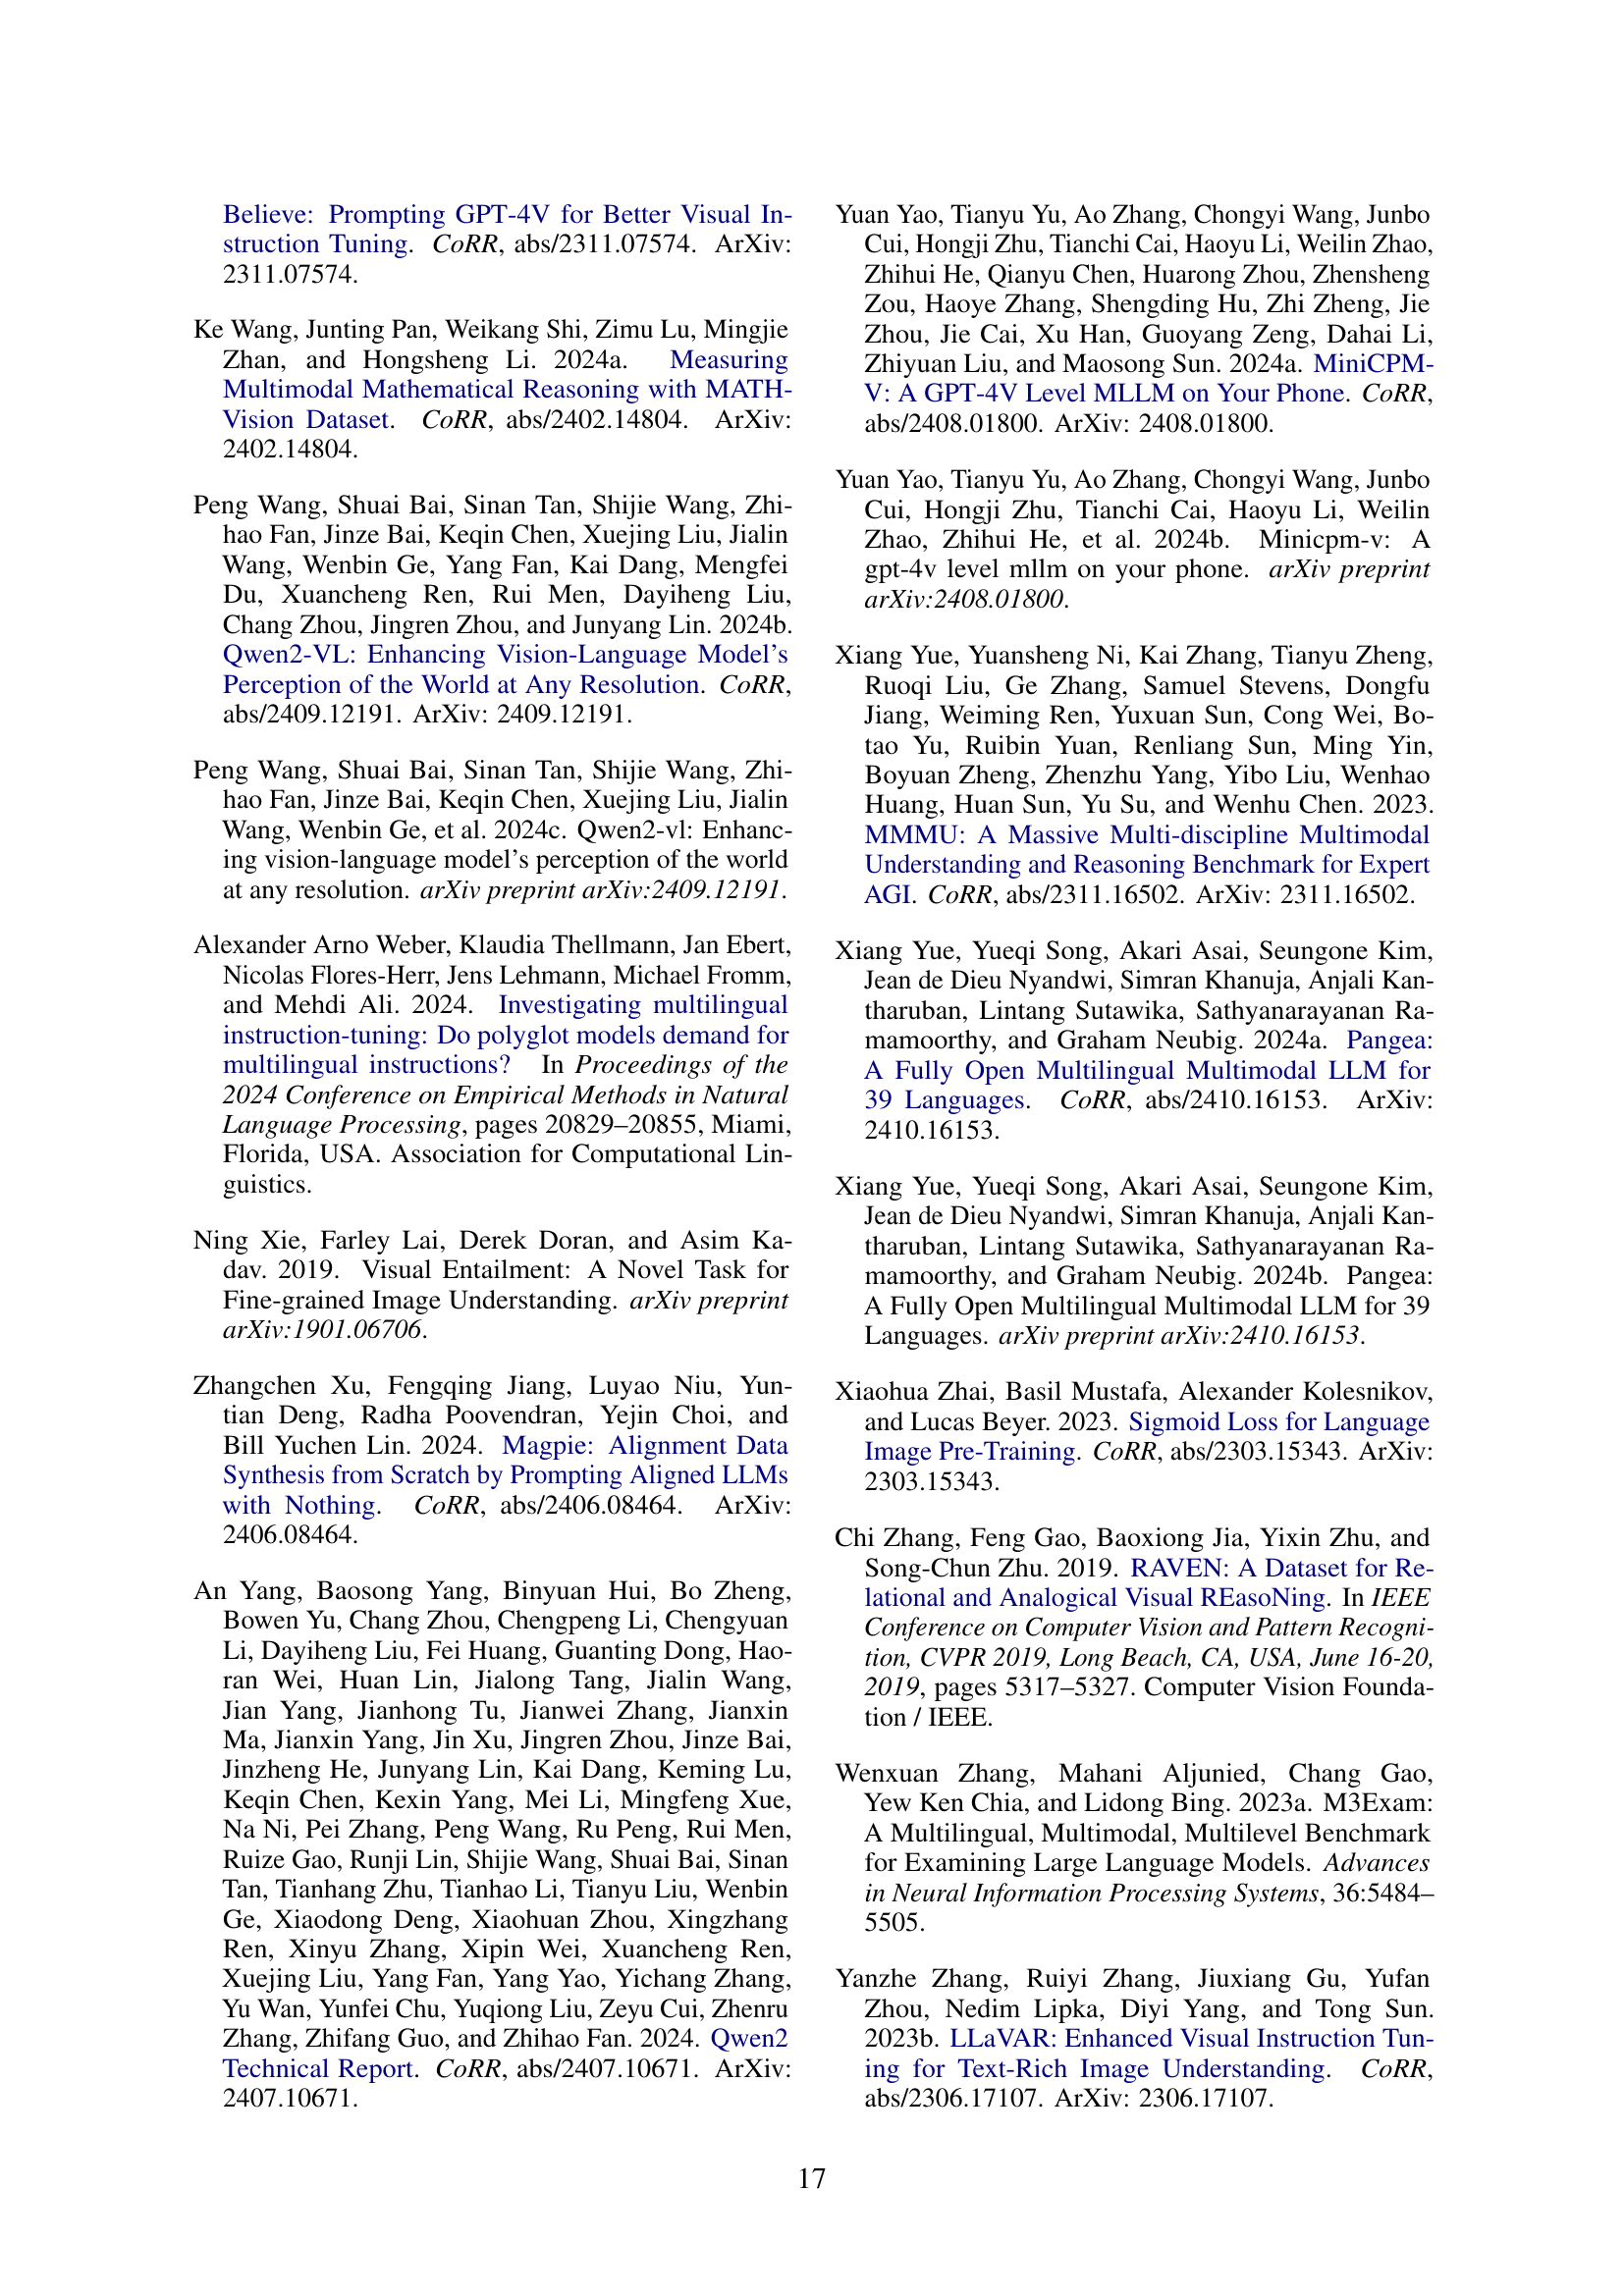 Believe: Prompting GPT-4V for Better Visual In-
struction Tuning. CoRR, abs/2311.07574. ArXiv:
2311.07574.
Ke Wang, Junting Pan, Weikang Shi, Zimu Lu, Mingjie
Zhan, and Hongsheng Li. 2024a. Measuring
Multimodal Mathematical Reasoning with MATH-
Vision Dataset. CoRR, abs/2402.14804. ArXiv:
2402.14804.
Peng Wang, Shuai Bai, Sinan Tan, Shijie Wang, Zhi-
hao Fan, Jinze Bai, Keqin Chen, Xuejing Liu, Jialin
Wang, Wenbin Ge, Yang Fan, Kai Dang, Mengfei
Du, Xuancheng Ren, Rui Men, Dayiheng Liu,
Chang Zhou, Jingren Zhou, and Junyang Lin. 2024b.
Qwen2-VL: Enhancing Vision-Language Model's
Perception of the World at Any Resolution. CoRR,
abs/2409.12191. ArXiv: 2409.12191.
Peng Wang, Shuai Bai, Sinan Tan, Shijie Wang, Zhi-
hao Fan, Jinze Bai, Keqin Chen, Xuejing Liu, Jialin
Wang, Wenbin Ge, et al. 2024c. Qwen2-vl: Enhanc-
ing vision-language model's perception of the world
at any resolution. arXiv preprint arXiv:2409.12191.
Alexander Arno Weber, Klaudia Thellmann, Jan Ebert,
Nicolas Flores-Herr, Jens Lehmann, Michael Fromm,
and Mehdi Ali. 2024. Investigating multilingual
instruction-tuning: Do polyglot models demand for
multilingual instructions? In Proceedings of the
2024 Conference on Empirical Methods in Natural
Language Processing, pages 20829–20855, Miami,
Florida, USA. Association for Computational Lin-
guistics.
Ning Xie, Farley Lai, Derek Doran, and Asim Ka-
dav. 2019. Visual Entailment: A Novel Task for
Fine-grained Image Understanding. arXiv preprint
arXiv:1901.06706.
Zhangchen Xu, Fengqing Jiang, Luyao Niu, Yun-
tian Deng, Radha Poovendran, Yejin Choi, and
Bill Yuchen Lin. 2024. Magpie: Alignment Data
Synthesis from Scratch by Prompting Aligned LLMs
with Nothing. CoRR, abs/2406.08464. ArXiv:
2406.08464.
An Yang, Baosong Yang, Binyuan Hui, Bo Zheng,
Bowen Yu, Chang Zhou, Chengpeng Li, Chengyuan
Li, Dayiheng Liu, Fei Huang, Guanting Dong, Hao-
ran Wei, Huan Lin, Jialong Tang, Jialin Wang,
Jian Yang, Jianhong Tu, Jianwei Zhang, Jianxin
Ma, Jianxin Yang, Jin Xu, Jingren Zhou, Jinze Bai,
Jinzheng He, Junyang Lin, Kai Dang, Keming Lu,
Keqin Chen, Kexin Yang, Mei Li, Mingfeng Xue,
Na Ni, Pei Zhang, Peng Wang, Ru Peng, Rui Men,
Ruize Gao, Runji Lin, Shijie Wang, Shuai Bai, Sinan
Tan, Tianhang Zhu, Tianhao Li, Tianyu Liu, Wenbin
Ge, Xiaodong Deng, Xiaohuan Zhou, Xingzhang
Ren, Xinyu Zhang, Xipin Wei, Xuancheng Ren,
Xuejing Liu, Yang Fan, Yang Yao, Yichang Zhang,
Yu Wan, Yunfei Chu, Yuqiong Liu, Zeyu Cui, Zhenru
Zhang, Zhifang Guo, and Zhihao Fan. 2024. Qwen2
Technical Report. CoRR, abs/2407.10671. ArXiv:
2407.10671.
Yuan Yao, Tianyu Yu, Ao Zhang, Chongyi Wang, Junbo
Cui, Hongji Zhu, Tianchi Cai, Haoyu Li, Weilin Zhao,
Zhihui He, Qianyu Chen, Huarong Zhou, Zhensheng
Zou, Haoye Zhang, Shengding Hu, Zhi Zheng, Jie
Zhou, Jie Cai, Xu Han, Guoyang Zeng, Dahai Li,
Zhiyuan Liu, and Maosong Sun. 2024a. MiniCPM-
V: A GPT-4V Level MLLM on Your Phone. CoRR,
abs/2408.01800. ArXiv: 2408.01800.
Yuan Yao, Tianyu Yu, Ao Zhang, Chongyi Wang, Junbo
Cui, Hongji Zhu, Tianchi Cai, Haoyu Li, Weilin
Zhao, Zhihui He, et al. 2024b. Minicpm-v: A
gpt-4v level mllm on your phone. arXiv preprint
arXiv:2408.01800.
Xiang Yue, Yuansheng Ni, Kai Zhang, Tianyu Zheng,
Ruoqi Liu, Ge Zhang, Samuel Stevens, Dongfu
Jiang, Weiming Ren, Yuxuan Sun, Cong Wei, Bo-
tao Yu, Ruibin Yuan, Renliang Sun, Ming Yin,
Boyuan Zheng, Zhenzhu Yang, Yibo Liu, Wenhao
Huang, Huan Sun, Yu Su, and Wenhu Chen. 2023.
MMMU: A Massive Multi-discipline Multimodal
Understanding and Reasoning Benchmark for Expert
AGI. CoRR, abs/2311.16502. ArXiv: 2311.16502.
Xiang Yue, Yueqi Song, Akari Asai, Seungone Kim,
Jean de Dieu Nyandwi, Simran Khanuja, Anjali Kan-
tharuban, Lintang Sutawika, Sathyanarayanan Ra-
mamoorthy, and Graham Neubig. 2024a. Pangea:
A Fully Open Multilingual Multimodal LLM for
39 Languages. CoRR, abs/2410.16153. ArXiv:
2410.16153.
Xiang Yue, Yueqi Song, Akari Asai, Seungone Kim,
Jean de Dieu Nyandwi, Simran Khanuja, Anjali Kan-
tharuban, Lintang Sutawika, Sathyanarayanan Ra-
mamoorthy, and Graham Neubig. 2024b. Pangea:
A Fully Open Multilingual Multimodal LLM for 39
Languages. arXiv preprint arXiv:2410.16153.
Xiaohua Zhai, Basil Mustafa, Alexander Kolesnikov,
and Lucas Beyer. 2023. Sigmoid Loss for Language
Image Pre-Training. CoRR, abs/2303.15343. ArXiv:
2303.15343.
Chi Zhang, Feng Gao, Baoxiong Jia, Yixin Zhu, and
Song-Chun Zhu. 2019. RAVEN: A Dataset for Re-
lational and Analogical Visual REasoNing. In IEEE
Conference on Computer Vision and Pattern Recogni-
tion, CVPR 2019, Long Beach, CA, USA, June 16-20,
2019, pages 5317–5327. Computer Vision Founda-
tion / IEEE.
Wenxuan Zhang, Mahani Aljunied, Chang Gao,
Yew Ken Chia, and Lidong Bing. 2023a. M3Exam:
A Multilingual, Multimodal, Multilevel Benchmark
for Examining Large Language Models. Advances
in Neural Information Processing Systems, 36:5484–
5505.
Yanzhe Zhang, Ruiyi Zhang, Jiuxiang Gu, Yufan
Zhou, Nedim Lipka, Diyi Yang, and Tong Sun.
2023b. LLaVAR: Enhanced Visual Instruction Tun-
ing for Text-Rich Image Understanding. CoRR,
abs/2306.17107. ArXiv: 2306.17107.
17